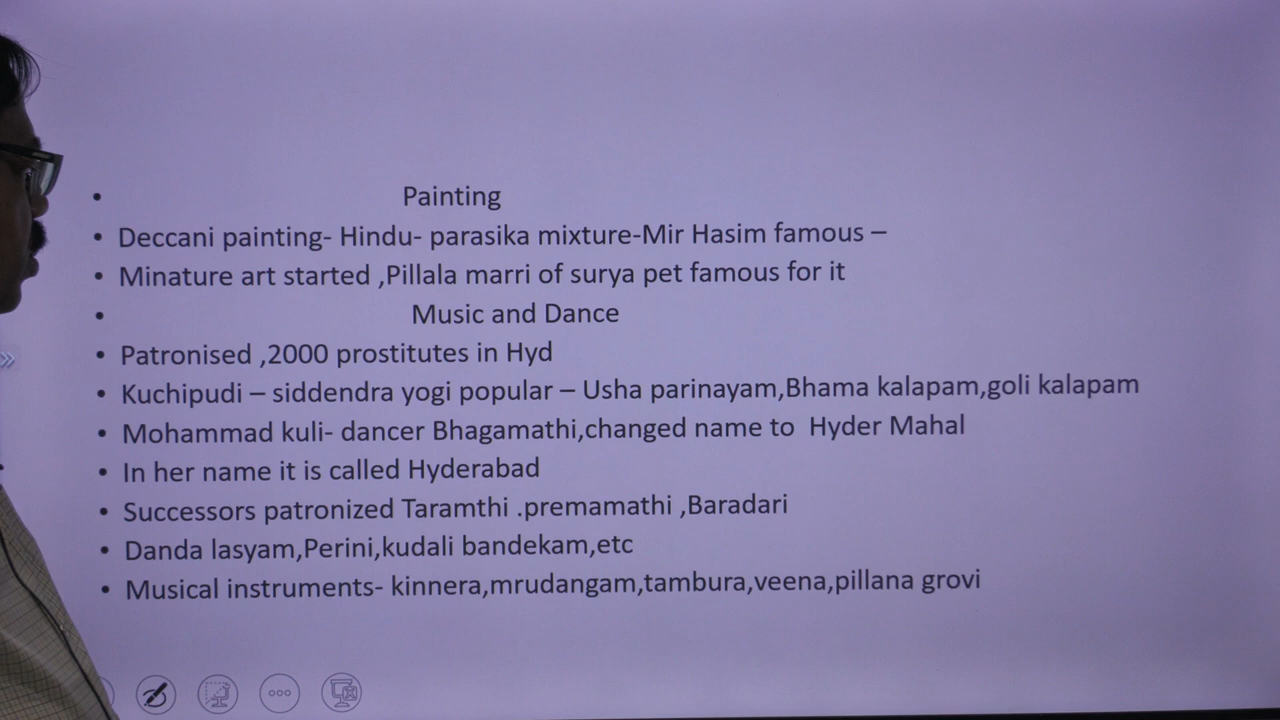 Painting
Deccani painting- Hindu- parasika mixture-Mir Hasim famous –
Minature art started ,Pillala marri of surya pet famous for it
Music and Dance
Patronised ,2000 prostitutes in Hyd
Kuchipudi – siddendra yogi popular – Usha parinayam,Bhama kalapam,goli kalapam
Mohammad kuli- dancer Bhagamathi,changed name to Hyder Mahal
In her name it is called Hyderabad
Successors patronized Taramthi .premamathi ,Baradari
Danda lasyam,Perini,kudali bandekam,etc
Musical instruments- kinnera,mrudangam,tambura,veena,pillana grovi